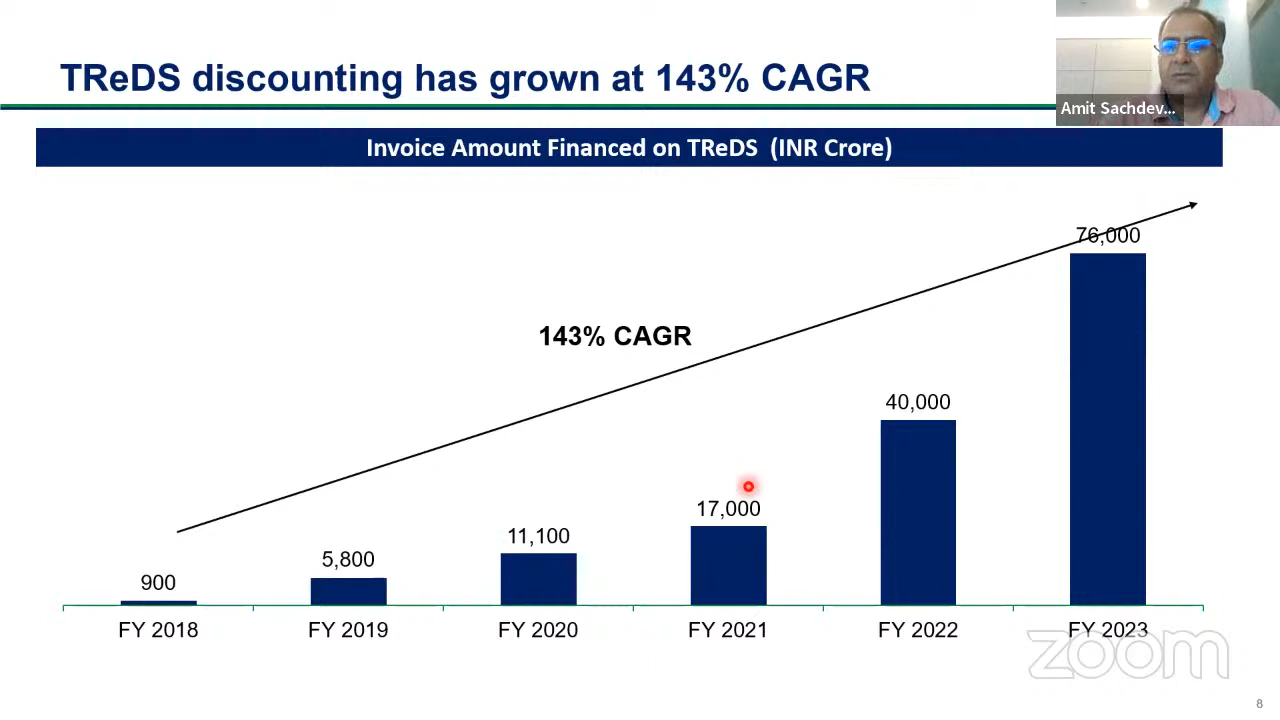 TReDS discounting has grown at 143% CAGR
Amit Sachdev...
Invoice Amount Financed on TReDS (INR Crore)
76,000
143% CAGR
40,000
17,000
11,100
5,800
900
FY 2018 FY 2019 FY 2020 FY 2021 FY 2022 FY 2023
zoom
8